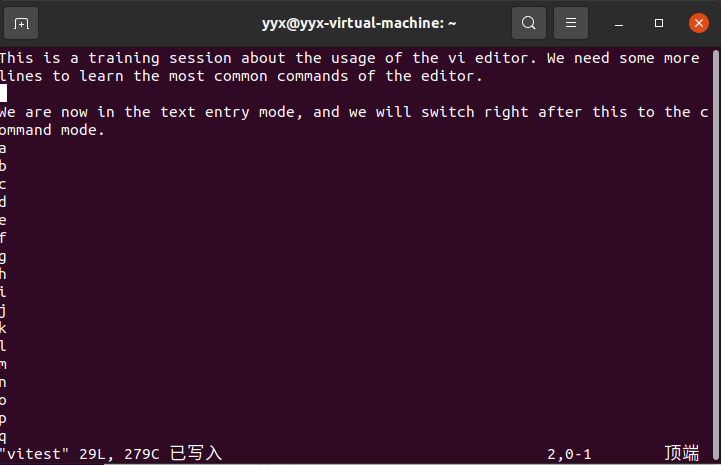 yyx@yyx-virtual-machine: ~
This is a training session about the usage of the vi editor. We need some more
lines to learn the most common commands of the editor.
We are now in the text entry mode, and we will switch right after this to the c
ommand mode.
a
b
c
d
e
f
g
h
i
j
k
l
m
n
o
p
q
"vitest" 29L, 279C 已写入 2,0-1 顶端